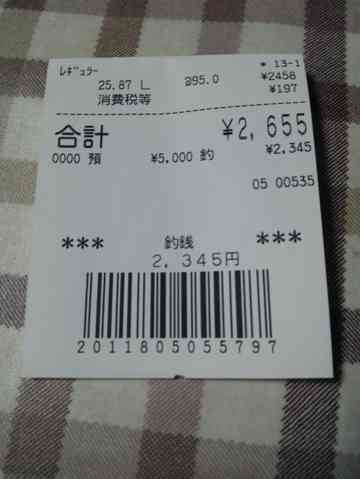 ﾚｷﾞｭﾗｰ * 13-1
25.87 L 395.0 ¥2458
消費税等 ¥197
合計 ¥2,655
0000 預 ¥5,000 釣 ¥2,345
05 00535
*** 釣銭 ***
2,345円
2011805055797